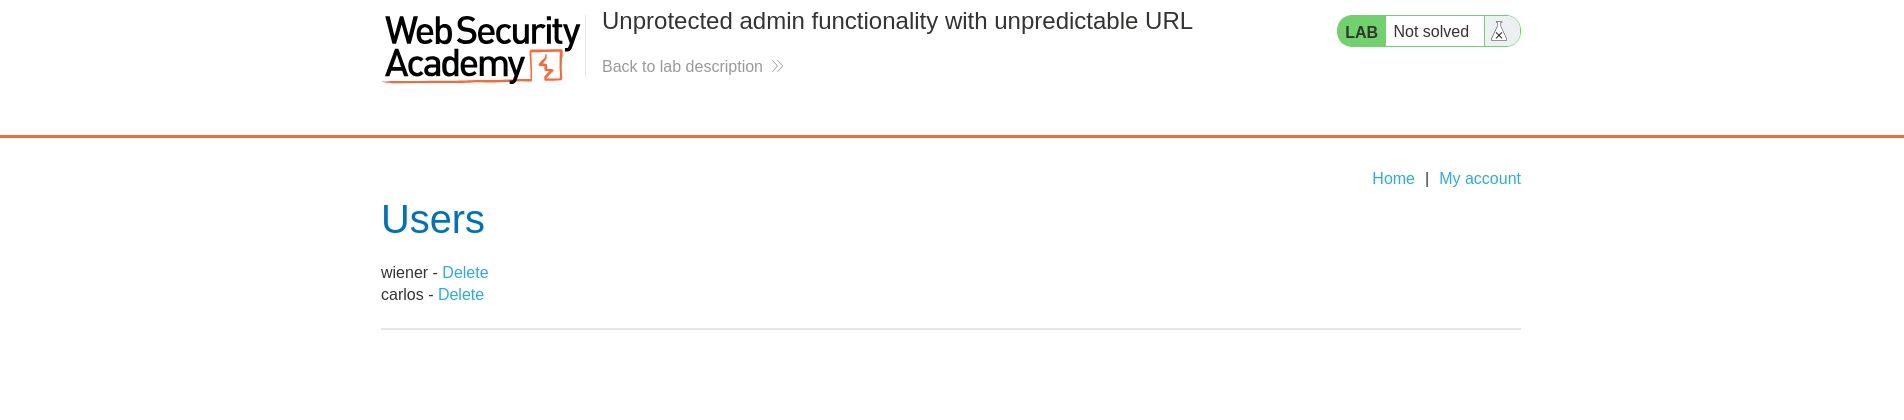 Web Security
Academy
Unprotected admin functionality with unpredictable URL
Back to lab description
LAB Not solved
Home | My account
Users
wiener - Delete
carlos - Delete